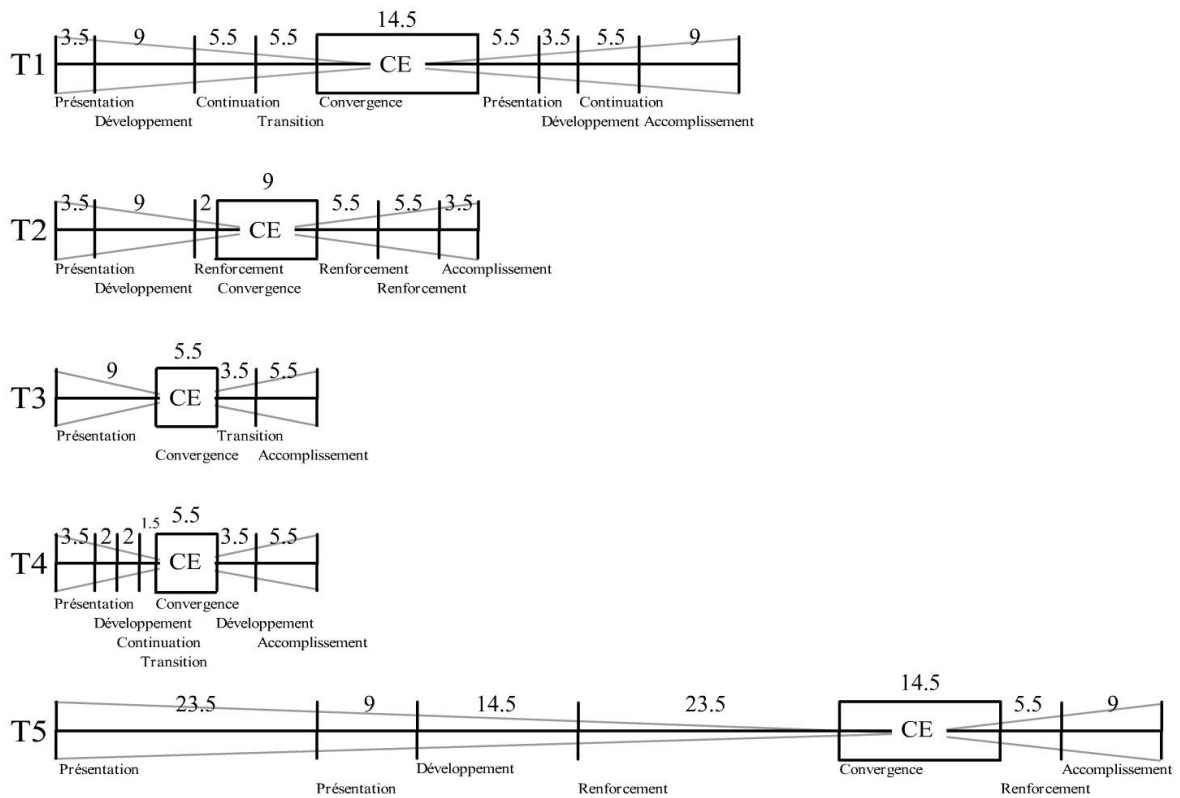 14.5
3.5 9 5.5 5.5 5.5 3.5 5.5 9
T1 CE
Présentation Continuation Convergence Présentation Continuation
Développement Transition Développement Accomplissement
9
3.5 9 2 5.5 5.5 3.5
T2 CE
Présentation Renforcement Renforcement Accomplissement
Développement Convergence Renforcement
5.5
9 3.5 5.5
T3 CE
Présentation Transition
Convergence Accomplissement
5.5
1.5
3.5 2 2 3.5 5.5
T4 CE
Présentation Convergence
Développement Développement
Continuation Accomplissement
Transition
14.5
23.5 9 14.5 23.5 5.5 9
T5 CE
Présentation Développement Convergence Accomplissement
Présentation Renforcement Renforcement